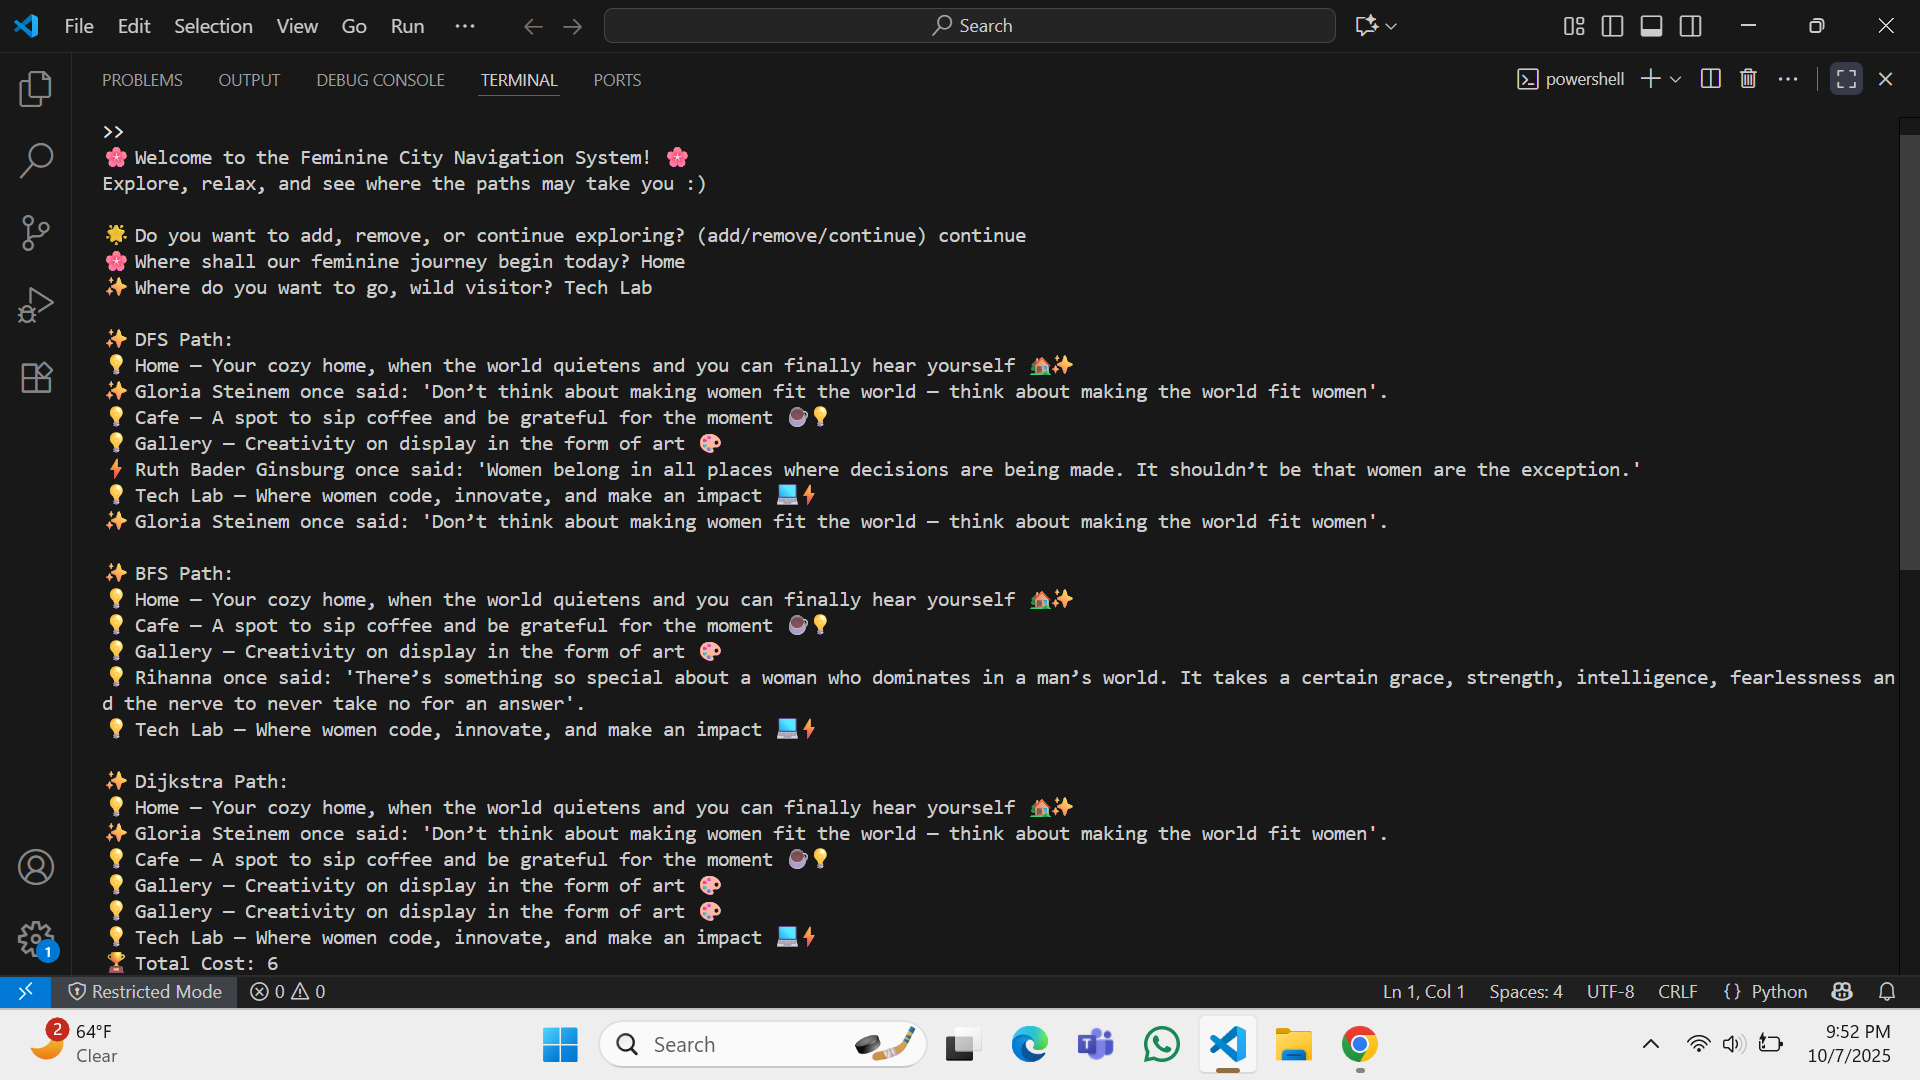 File Edit Selection View Go Run ··· Search
PROBLEMS OUTPUT DEBUG CONSOLE TERMINAL PORTS powershell
>>
🌸 Welcome to the Feminine City Navigation System! 🌸
Explore, relax, and see where the paths may take you :)
🌟 Do you want to add, remove, or continue exploring? (add/remove/continue) continue
🌸 Where shall our feminine journey begin today? Home
✨ Where do you want to go, wild visitor? Tech Lab
✨ DFS Path:
💡 Home – Your cozy home, when the world quietens and you can finally hear yourself 🏡✨
✨ Gloria Steinem once said: 'Don’t think about making women fit the world – think about making the world fit women'.
💡 Cafe – A spot to sip coffee and be grateful for the moment ☕💡
💡 Gallery – Creativity on display in the form of art 🎨
⚡ Ruth Bader Ginsburg once said: 'Women belong in all places where decisions are being made. It shouldn’t be that women are the exception.'
💡 Tech Lab – Where women code, innovate, and make an impact 💻⚡
✨ Gloria Steinem once said: 'Don’t think about making women fit the world – think about making the world fit women'.
✨ BFS Path:
💡 Home – Your cozy home, when the world quietens and you can finally hear yourself 🏡✨
💡 Cafe – A spot to sip coffee and be grateful for the moment ☕💡
💡 Gallery – Creativity on display in the form of art 🎨
💡 Rihanna once said: 'There’s something so special about a woman who dominates in a man’s world. It takes a certain grace, strength, intelligence, fearlessness an
d the nerve to never take no for an answer'.
💡 Tech Lab – Where women code, innovate, and make an impact 💻⚡
✨ Dijkstra Path:
💡 Home – Your cozy home, when the world quietens and you can finally hear yourself 🏡✨
✨ Gloria Steinem once said: 'Don’t think about making women fit the world – think about making the world fit women'.
💡 Cafe – A spot to sip coffee and be grateful for the moment ☕💡
💡 Gallery – Creativity on display in the form of art 🎨
💡 Gallery – Creativity on display in the form of art 🎨
💡 Tech Lab – Where women code, innovate, and make an impact 💻⚡
🏆 Total Cost: 6
1
Restricted Mode 0 0 Ln 1, Col 1 Spaces: 4 UTF-8 CRLF {} Python
2 64°F Search 9:52 PM
Clear 10/7/2025